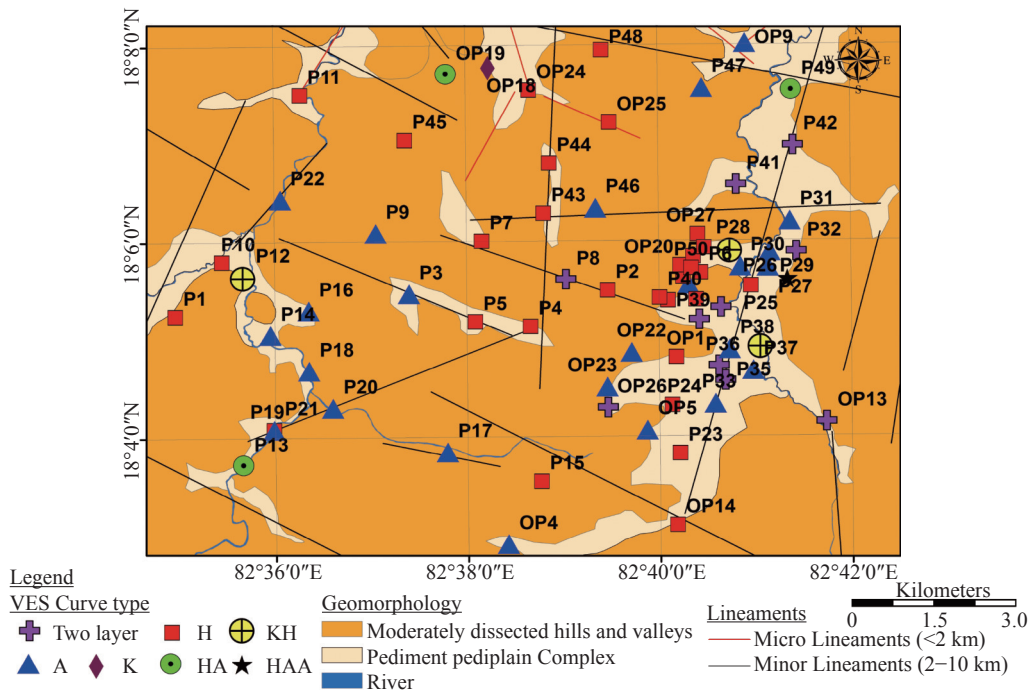 18°8'0"N
18°6'0"N
18°4'0"N
P48
OP9
OP19
P47
P49
OP24
OP18
P11
OP25
P42
P45
P44
P41
P22
P46
P43
P31
P9
OP27
P28
P32
P7
P10
P12
OP20
P50
P6
P30
P8
P2
P26
P29
P3
P40
P27
P1
P16
P39
P25
P14
P5
P4
OP22
OP1
P38
P36
P37
P18
OP23
P35
OP26
P24
P33
P20
OP5
OP13
P19
P21
P13
P17
P23
P15
OP14
OP4
N
W
E
S
82°36'0"E
82°38'0"E
82°40'0"E
82°42'0"E
Legend
VES Curve type
Two layer
H
KH
A
K
HA
HAA
Geomorphology
Moderately dissected hills and valleys
Pediment pediplain Complex
River
Lineaments
Micro Lineaments (<2 km)
Minor Lineaments (2−10 km)
Kilometers
0
1.5
3.0